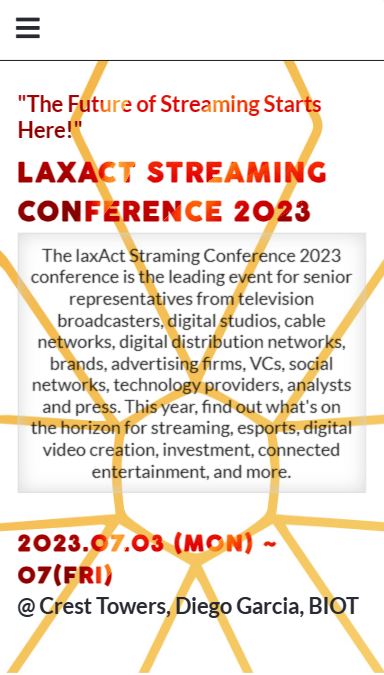 "The Future of Streaming Starts
Here!"
LAXACT STREAMING
CONFERENCE 2023
The laxAct Straming Conference 2023
conference is the leading event for senior
representatives from television
broadcasters, digital studios, cable
networks, digital distribution networks,
brands, advertising firms, VCs, social
networks, technology providers, analysts
and press. This year, find out what's on
the horizon for streaming, esports, digital
video creation, investment, connected
entertainment, and more.
2023.07.03 (MON) ~
07(FRI)
@ Crest Towers, Diego Garcia, BIOT